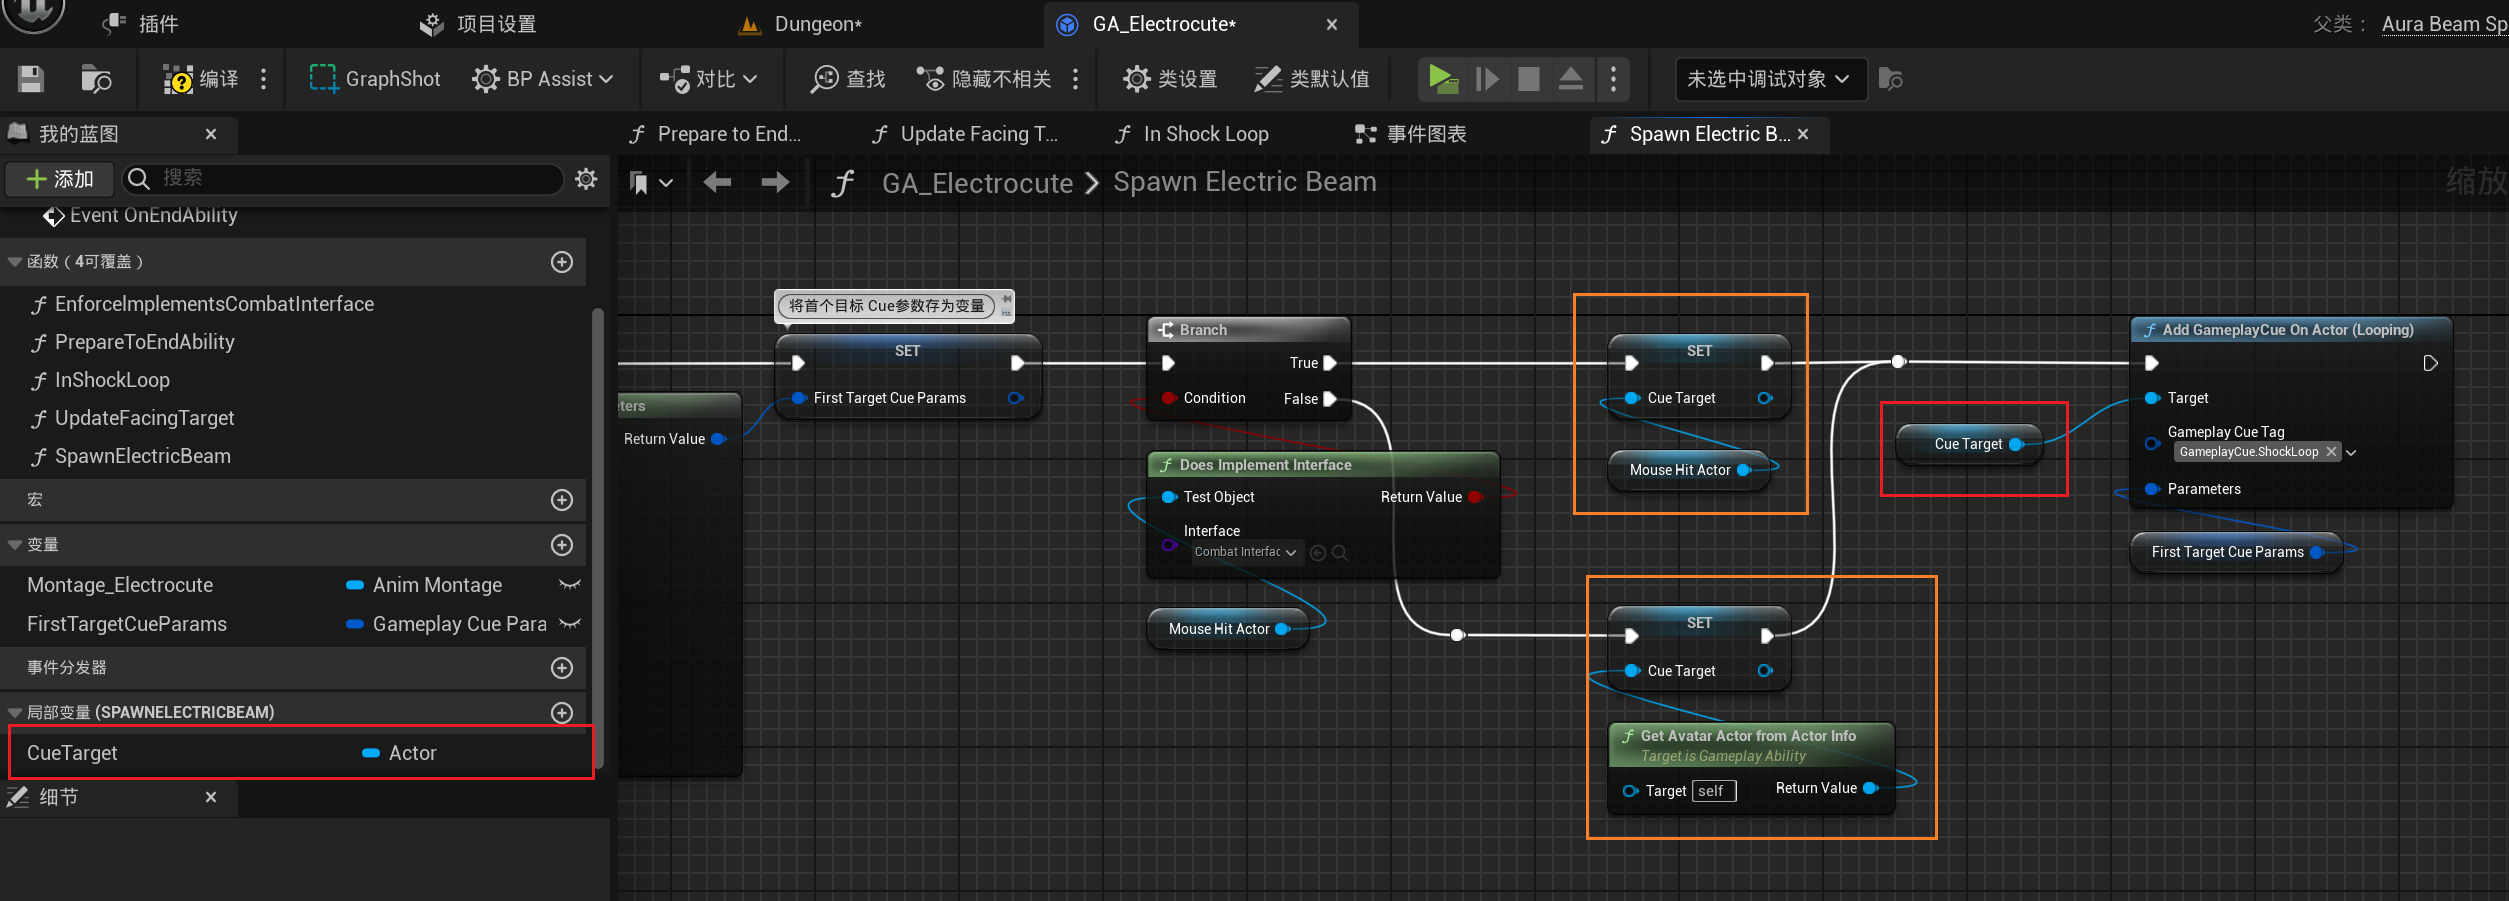 插件
项目设置
Dungeon*
GA_Electrocute*
父类：
Aura Beam Sp
编译
GraphShot
BP Assist
对比
查找
隐藏不相关
类设置
类默认值
未选中调试对象
我的蓝图
Prepare to End...
Update Facing T...
In Shock Loop
事件图表
Spawn Electric B...
添加
搜索
GA_Electrocute
Spawn Electric Beam
缩放
Event OnEndAbility
函数（4可覆盖）
EnforceImplementsCombatInterface
PrepareToEndAbility
InShockLoop
UpdateFacingTarget
SpawnElectricBeam
宏
变量
Montage_Electrocute
Anim Montage
FirstTargetCueParams
Gameplay Cue Para
事件分发器
局部变量 (SPAWNELECTRICBEAM)
CueTarget
Actor
细节
eters
Return Value
将首个目标 Cue参数存为变量
SET
First Target Cue Params
Branch
True
Condition
False
Does Implement Interface
Test Object
Return Value
Interface
Combat Interfac
Mouse Hit Actor
SET
Cue Target
Mouse Hit Actor
SET
Cue Target
Get Avatar Actor from Actor Info
Target is Gameplay Ability
Target
self
Return Value
Cue Target
Add GameplayCue On Actor (Looping)
Target
Gameplay Cue Tag
GameplayCue.ShockLoop
Parameters
First Target Cue Params